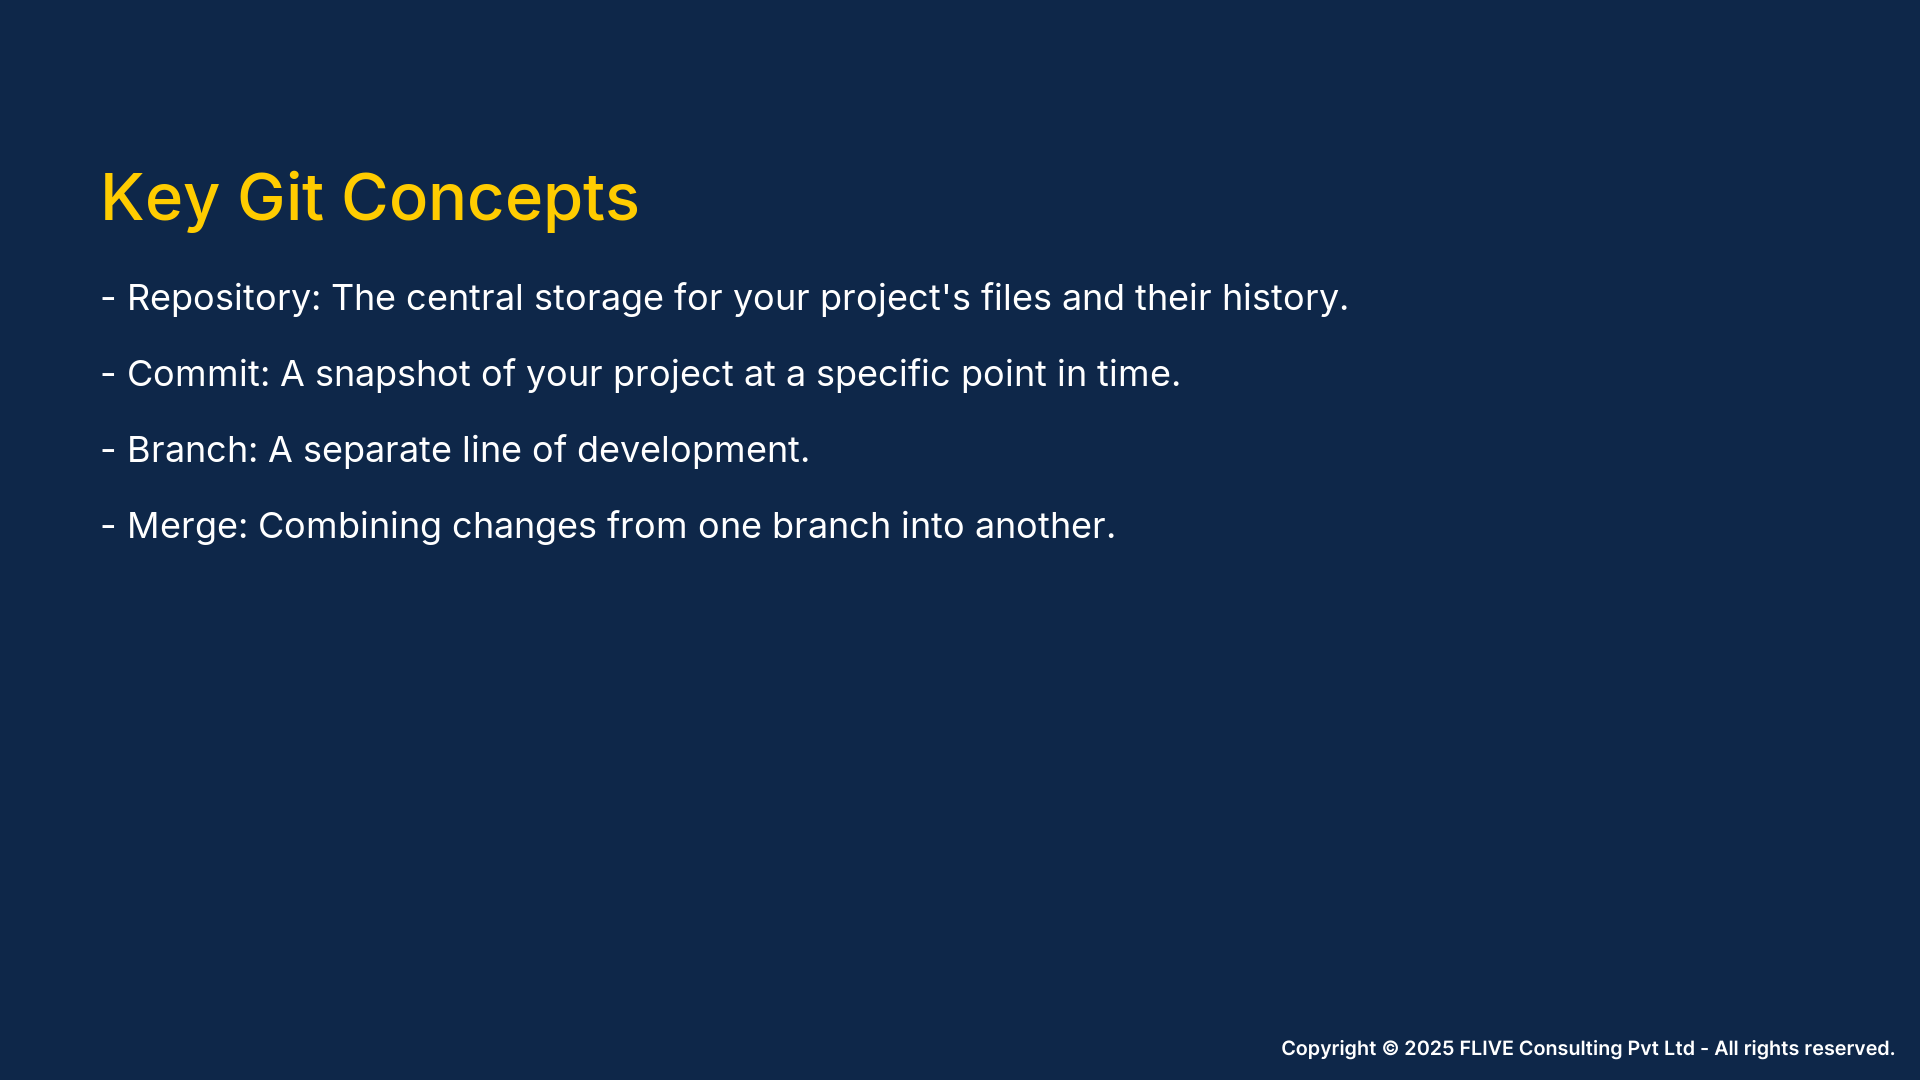 Key Git Concepts
- Repository: The central storage for your project's files and their history.
- Commit: A snapshot of your project at a specific point in time.
- Branch: A separate line of development.
- Merge: Combining changes from one branch into another.
Copyright © 2025 FLIVE Consulting Pvt Ltd - All rights reserved.